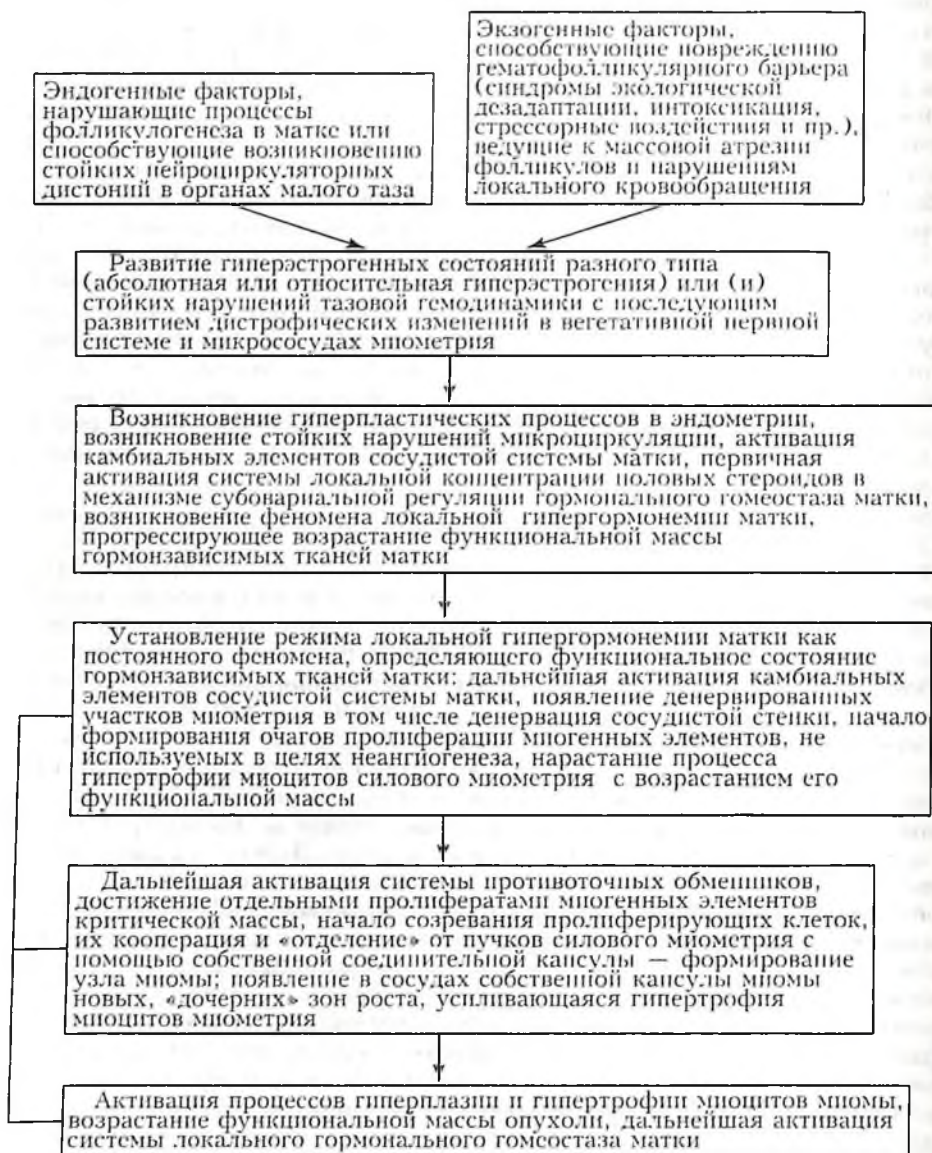 Эндогенные факторы,
нарушающие процессы
фолликулогенеза в матке или
способствующие возникновению
стойких нейроциркуляторных
дистоний в органах малого таза
Экзогенные факторы,
способствующие повреждению
гематофолликулярного барьера
(синдромы экологической
дезадаптации, интоксикация,
стрессорные воздействия и пр.),
ведущие к массовой атрезии
фолликулов и нарушениям
локального кровообращения
Развитие гиперэстрогенных состояний разного типа
(абсолютная или относительная гиперэстрогения) или (и)
стойких нарушений тазовой гемодинамики с последующим
развитием дистрофических изменений в вегетативной нервной
системе и микрососудах миометрия
Возникновение гиперпластических процессов в эндометрии,
возникновение стойких нарушений микроциркуляции, активация
камбиальных элементов сосудистой системы матки, первичная
активация системы локальной концентрации половых стероидов в
механизме субовариальной регуляции гормонального гомеостаза матки,
возникновение феномена локальной гипергормонемии матки,
прогрессирующее возрастание функциональной массы
гормонзависимых тканей матки
Установление режима локальной гипергормонемии матки как
постоянного феномена, определяющего функциональное состояние
гормонзависимых тканей матки: дальнейшая активация камбиальных
элементов сосудистой системы матки, появление денервированных
участков миометрия в том числе денервация сосудистой стенки, начало
формирования очагов пролиферации миогенных элементов, не
используемых в целях неангиогенеза, нарастание процесса
гипертрофии миоцитов силового миометрия с возрастанием его
функциональной массы
Дальнейшая активация системы противоточных обменников,
достижение отдельными пролифератами миогенных элементов
критической массы, начало созревания пролиферирующих клеток,
их кооперация и «отделение» от пучков силового миометрия с
помощью собственной соединительной капсулы — формирование
узла миомы; появление в сосудах собственной капсулы миомы
новых, «дочерних» зон роста, усиливающаяся гипертрофия
миоцитов миометрия
Активация процессов гиперплазии и гипертрофии миоцитов миомы,
возрастание функциональной массы опухоли, дальнейшая активация
системы локального гормонального гомеостаза матки